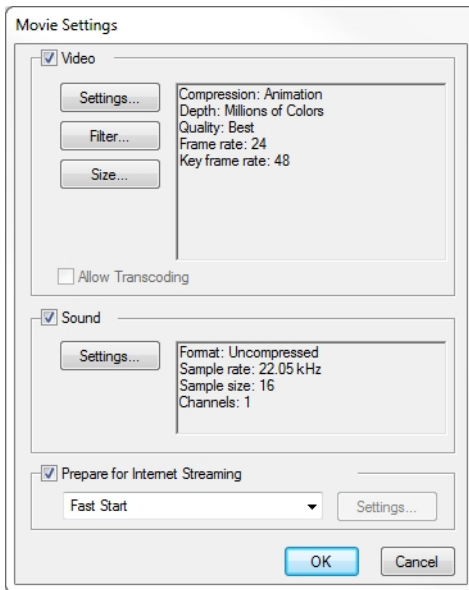 Movie Settings
Video
Settings...
Filter...
Size...
Compression: Animation
Depth: Millions of Colors
Quality: Best
Frame rate: 24
Key frame rate: 48
Allow Transcoding
Sound
Settings...
Format: Uncompressed
Sample rate: 22.05 kHz
Sample size: 16
Channels: 1
Prepare for Internet Streaming
Fast Start
Settings...
OK
Cancel